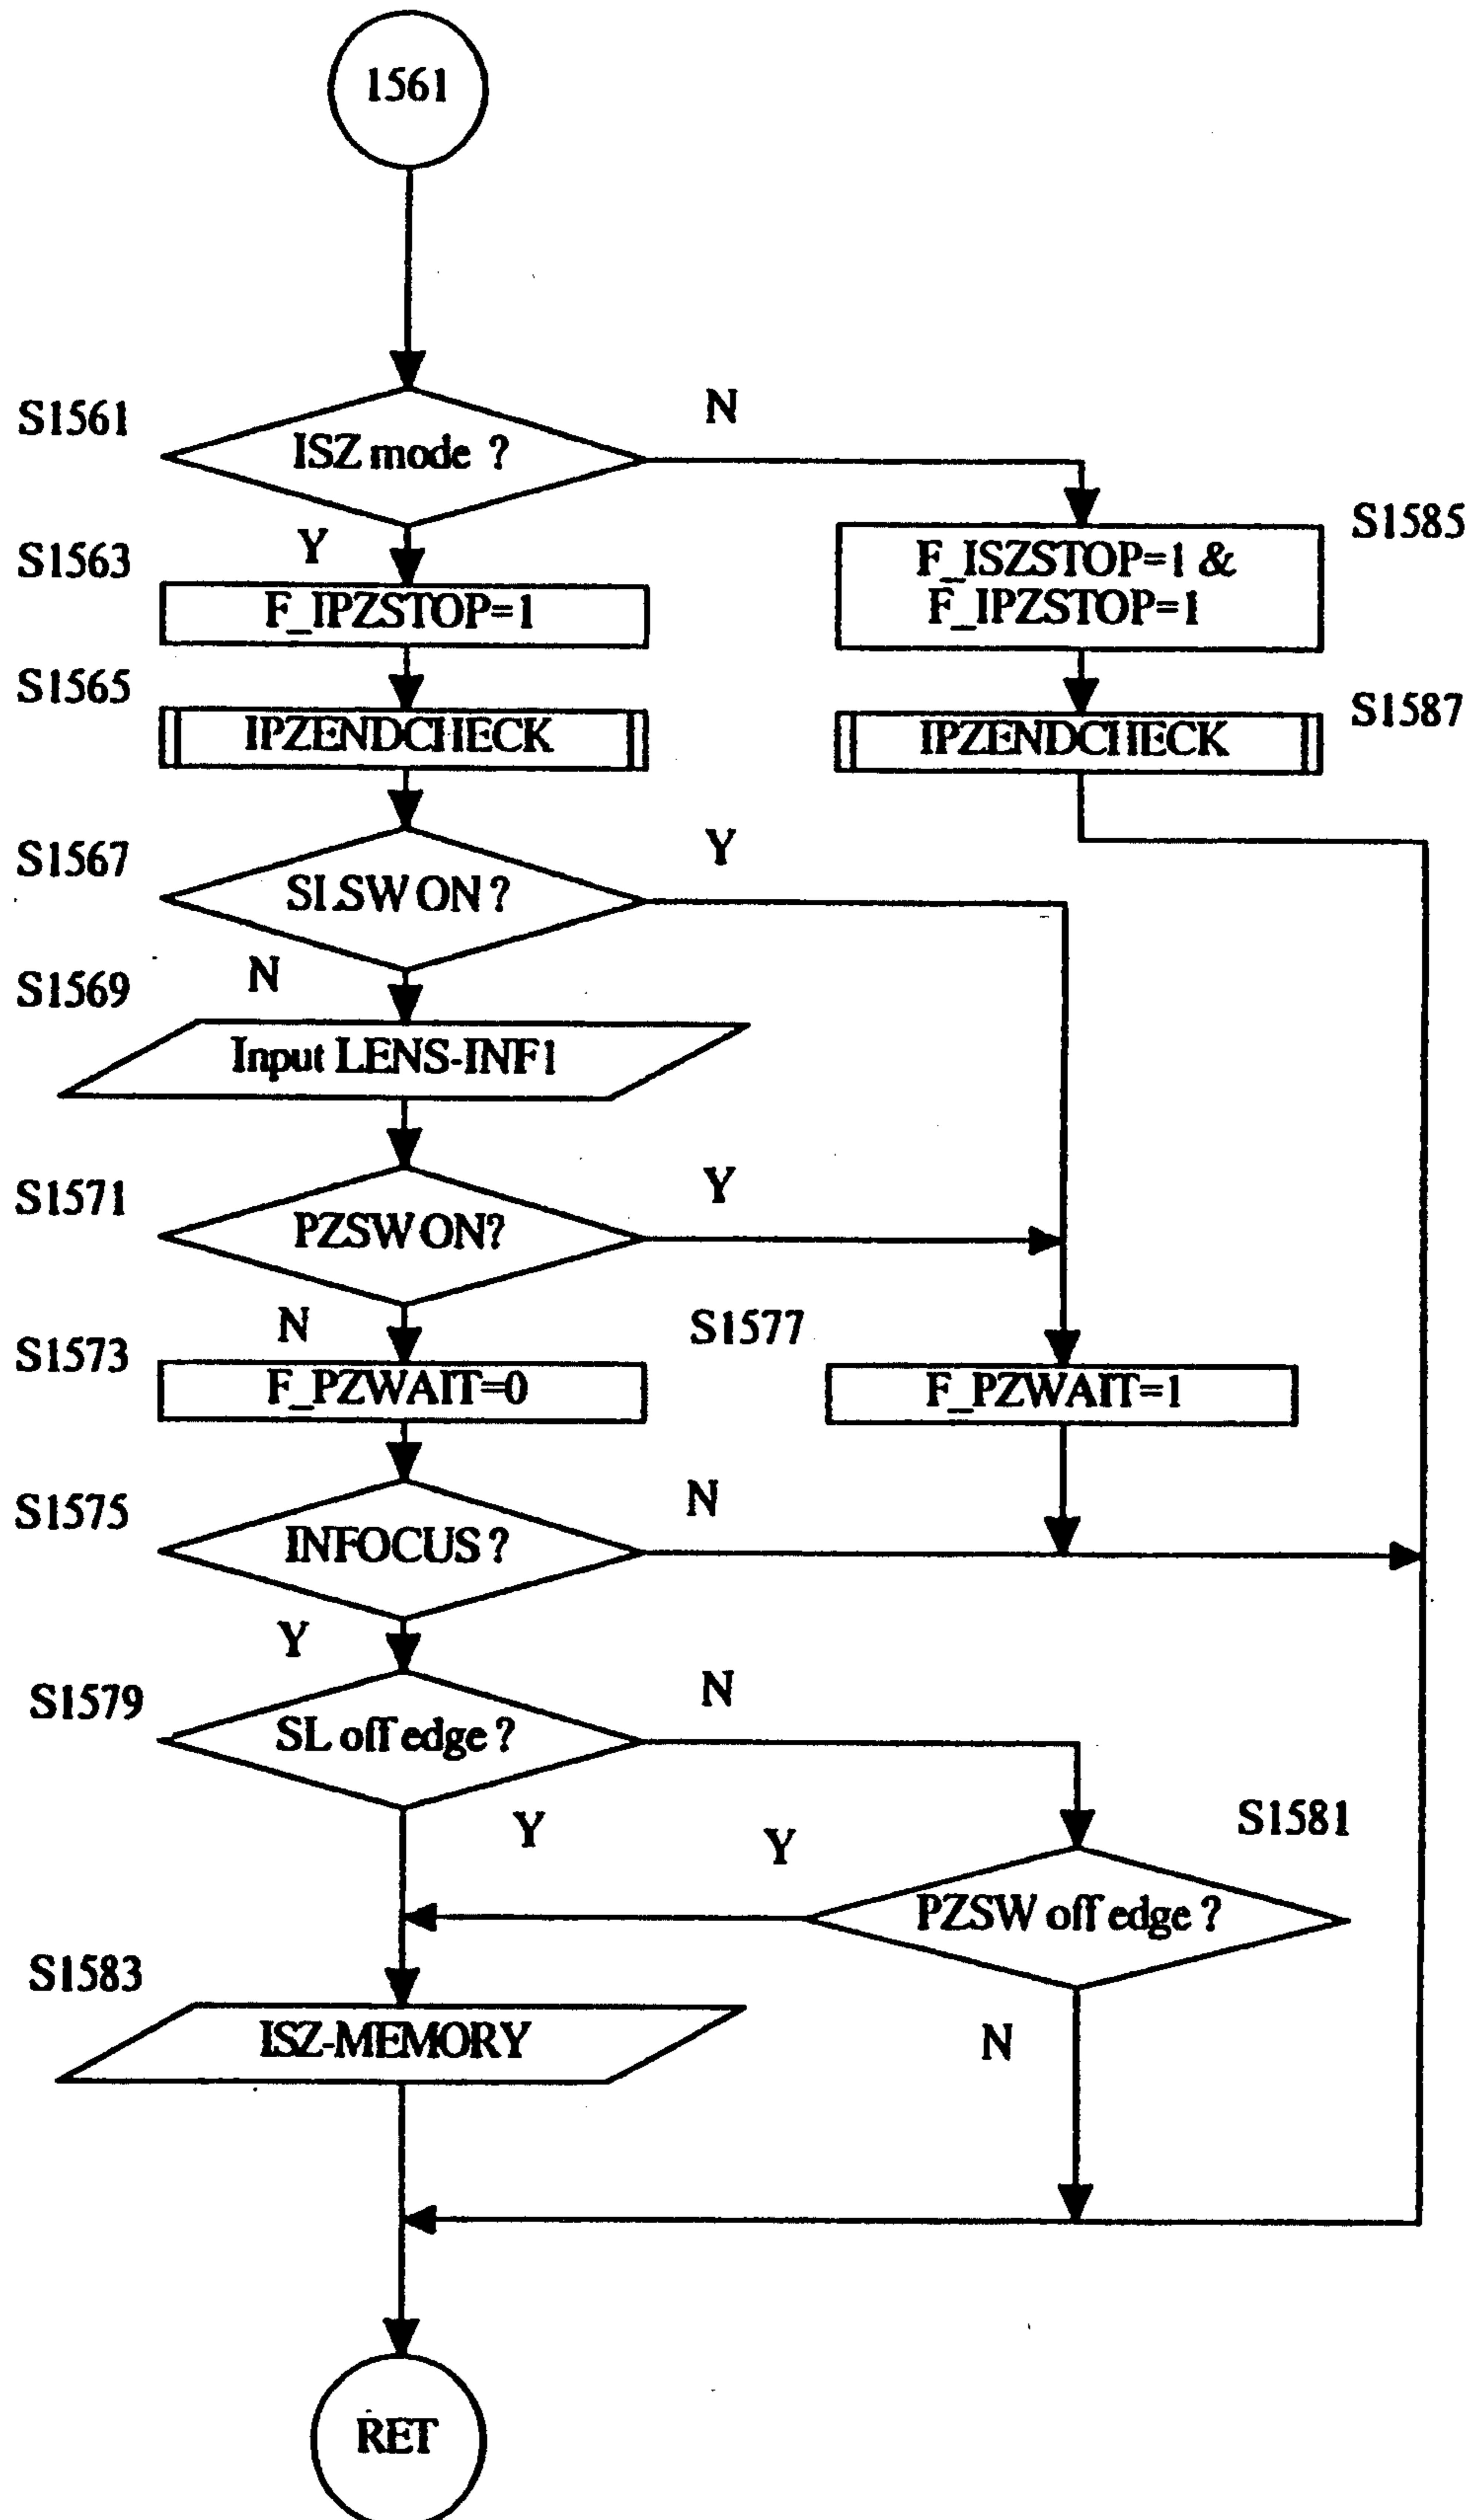 1561
S1561
ISZ mode ?
N
Y
S1563
F_IPZSTOP=1
S1585
F_ISZSTOP=1 &
F_IPZSTOP=1
S1565
IPZENDCHECK
S1587
IPZENDCHECK
S1567
SLSW ON ?
Y
N
S1569
Input LENS-INF1
S1571
PZSW ON?
Y
N
S1573
F_PZWAIT=0
S1577
F_PZWAIT=1
S1575
INFOCUS ?
N
Y
S1579
SL off edge ?
N
Y
S1581
PZSW off edge ?
Y
N
S1583
ISZ-MEMORY
RET